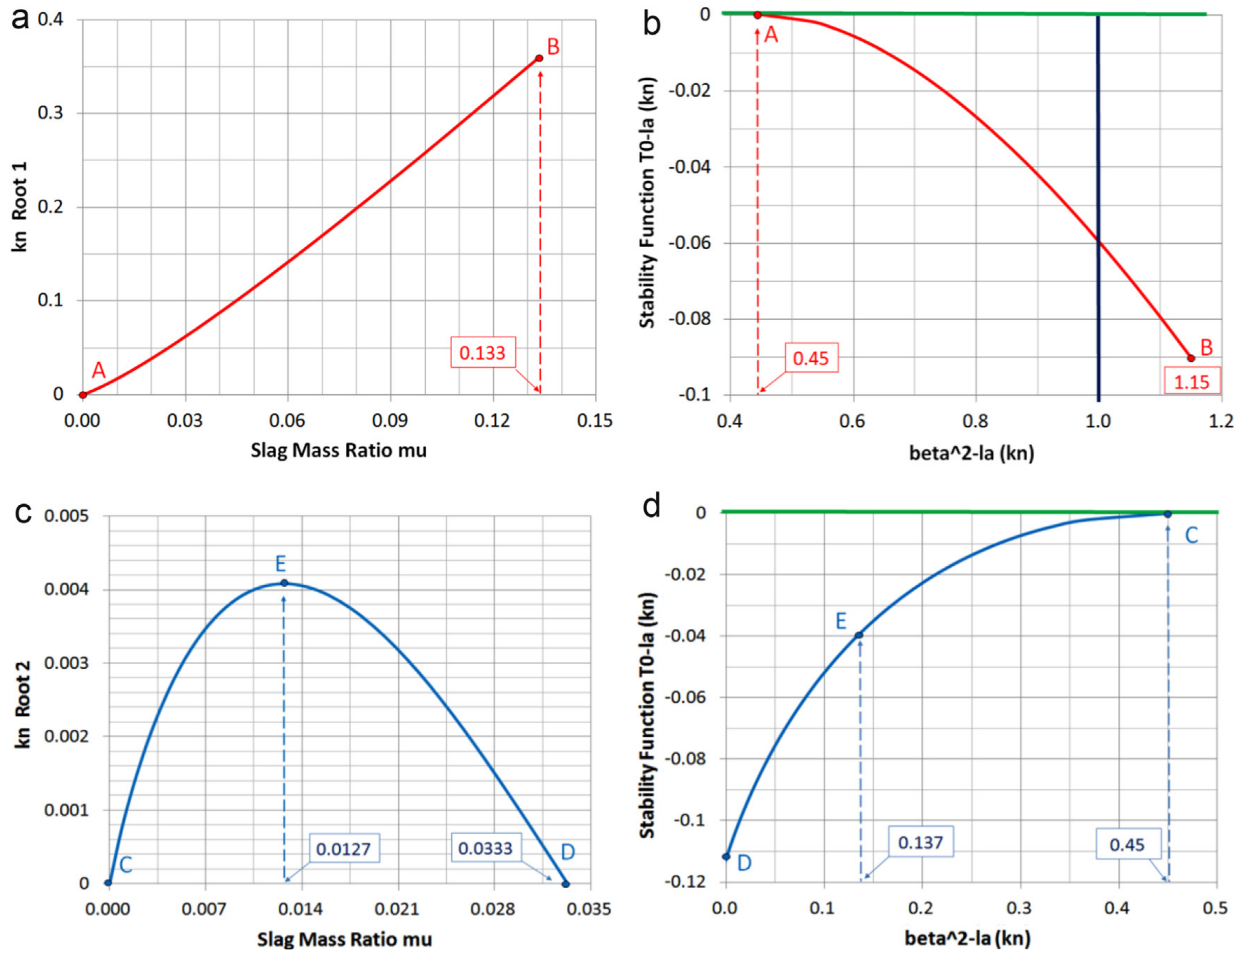 a
0.4
0.3
0.2
0.1
0
kn Root 1
A
B
0.133
0.00
0.03
0.06
0.09
0.12
0.15
Slag Mass Ratio mu
b
0
-0.02
-0.04
-0.06
-0.08
-0.1
Stability Function T0-la (kn)
A
0.45
B
1.15
0.4
0.6
0.8
1.0
1.2
beta^2-la (kn)
c
0.005
0.004
0.003
0.002
0.001
0
kn Root 2
E
C
0.0127
0.0333
D
0.000
0.007
0.014
0.021
0.028
0.035
Slag Mass Ratio mu
d
0
-0.02
-0.04
-0.06
-0.08
-0.1
-0.12
Stability Function T0-la (kn)
C
E
0.137
0.45
D
0.0
0.1
0.2
0.3
0.4
0.5
beta^2-la (kn)